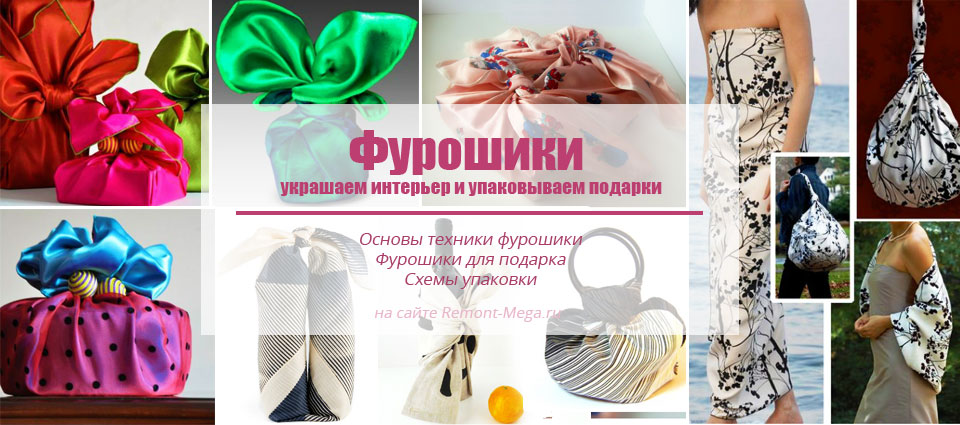 Фурошики
украшаем интерьер и упаковываем подарки
Основы техники фурошики
Фурошики для подарка
Схемы упаковки
на сайте Remont-Mega.ru